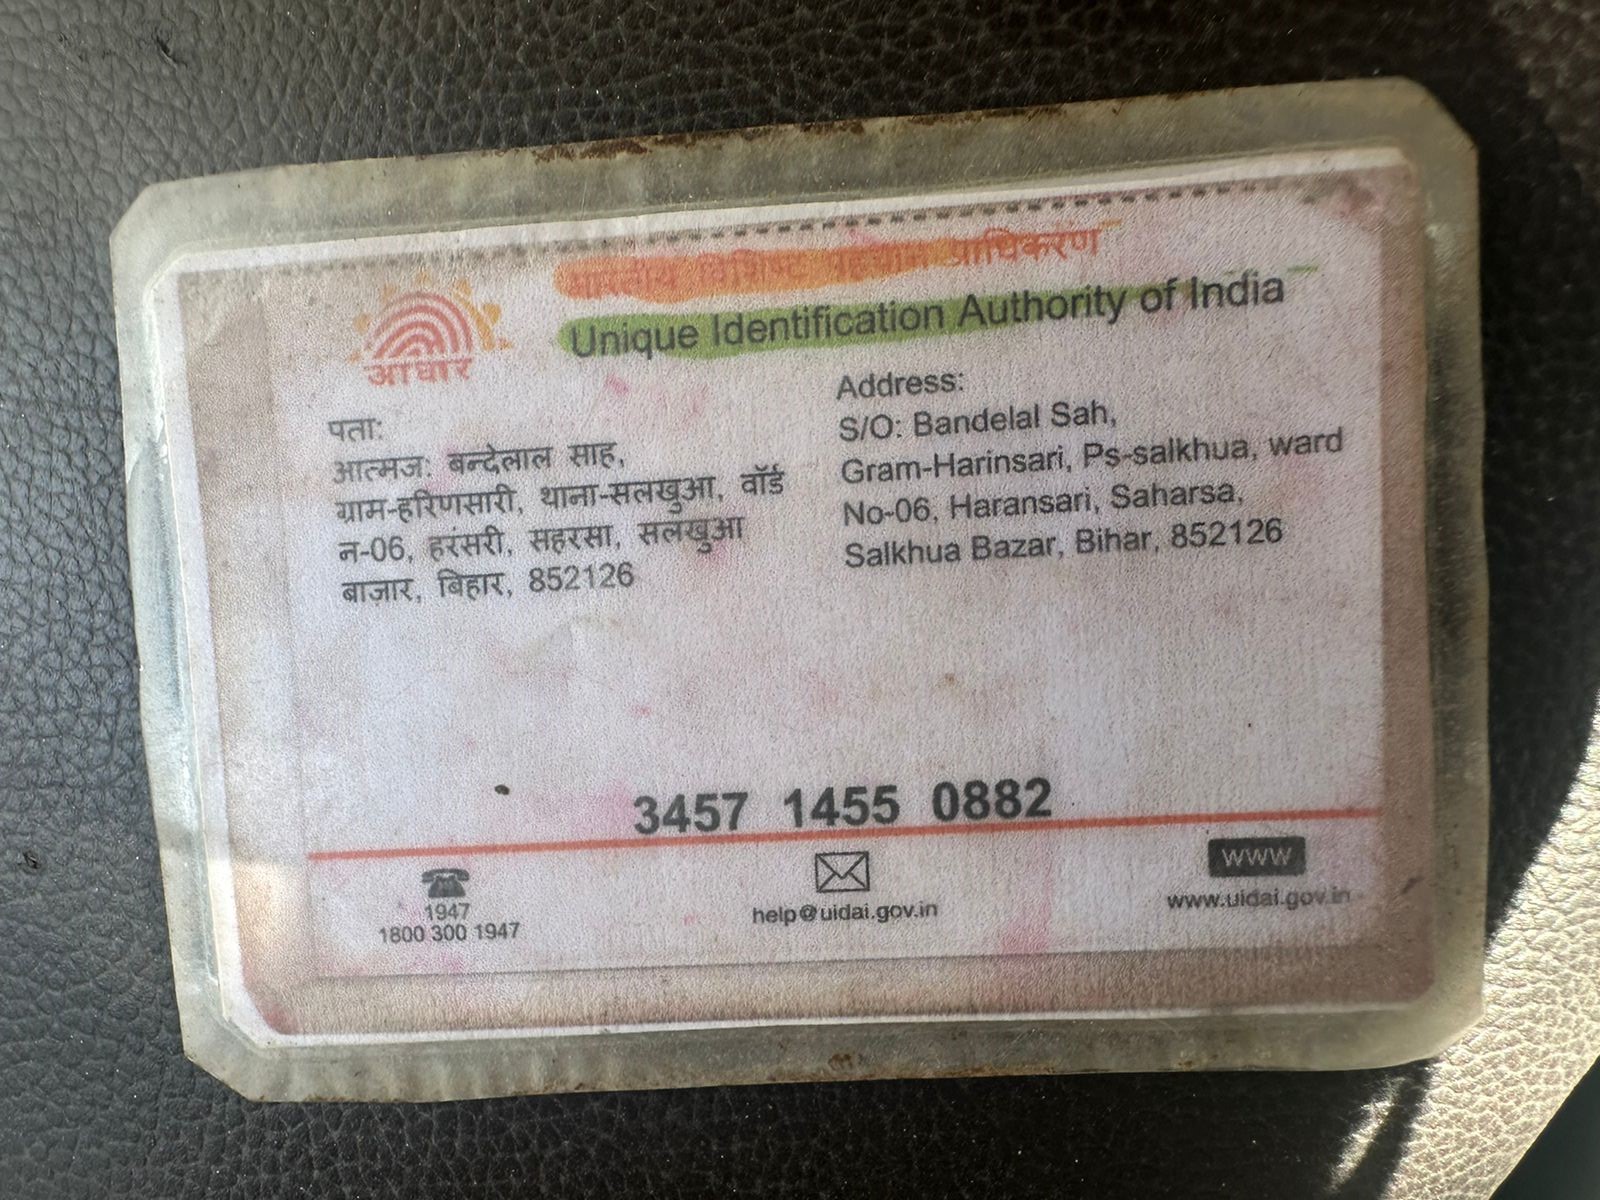 भारतीय विशिष्ट पहचान प्राधिकरण
Unique Identification Authority of India
आधार
पता:
आत्मज: बन्देलाल साह,
ग्राम-हरिणसारी, थाना-सलखुआ, वॉर्ड
न-06, हरंसरी, सहरसा, सलखुआ
बाज़ार, बिहार, 852126
Address:
S/O: Bandelal Sah,
Gram-Harinsari, Ps-salkhua, ward
No-06, Haransari, Saharsa,
Salkhua Bazar, Bihar, 852126
3457 1455 0882
1947
1800 300 1947
help@uidai.gov.in
WWW
www.uidai.gov.in